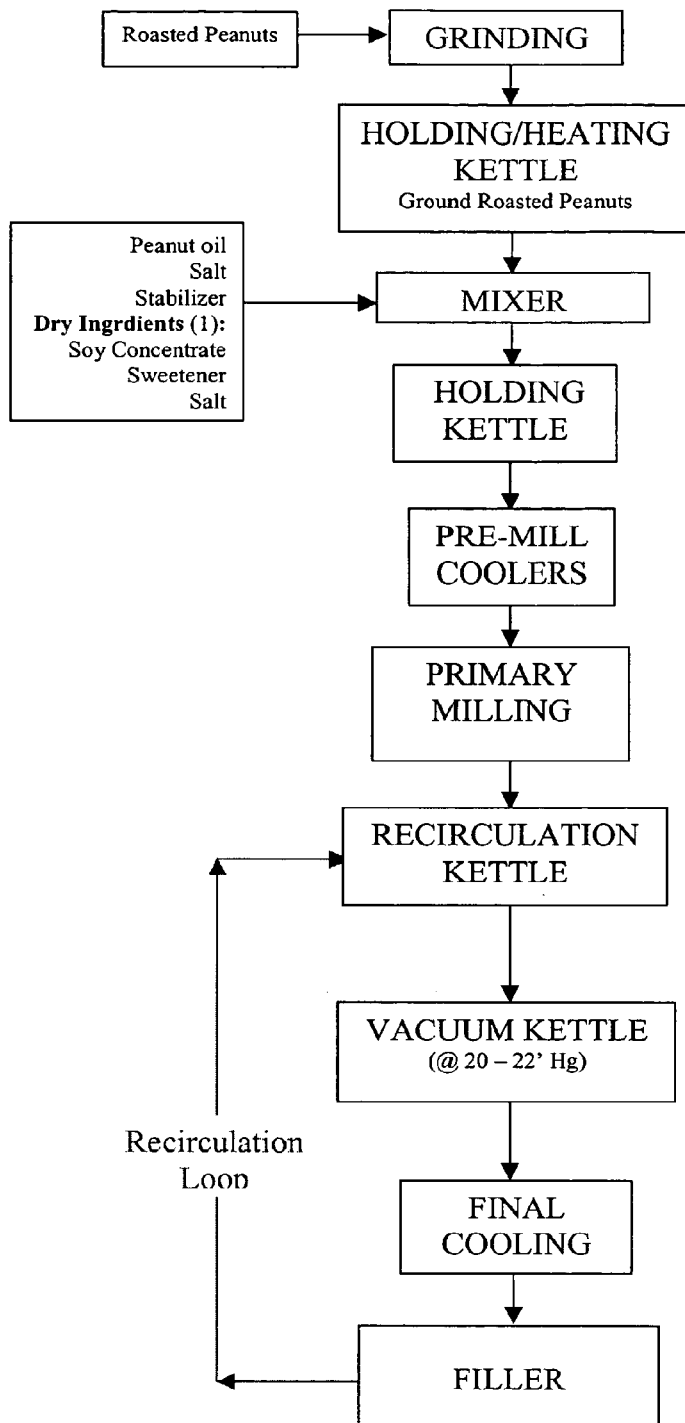 Roasted Peanuts
GRINDING
HOLDING/HEATING
KETTLE
Ground Roasted Peanuts
Peanut oil
Salt
Stabilizer
Dry Ingrdients (1):
Soy Concentrate
Sweetener
Salt
MIXER
HOLDING
KETTLE
PRE-MILL
COOLERS
PRIMARY
MILLING
RECIRCULATION
KETTLE
VACUUM KETTLE
(@ 20 – 22' Hg)
Recirculation
Loop
FINAL
COOLING
FILLER